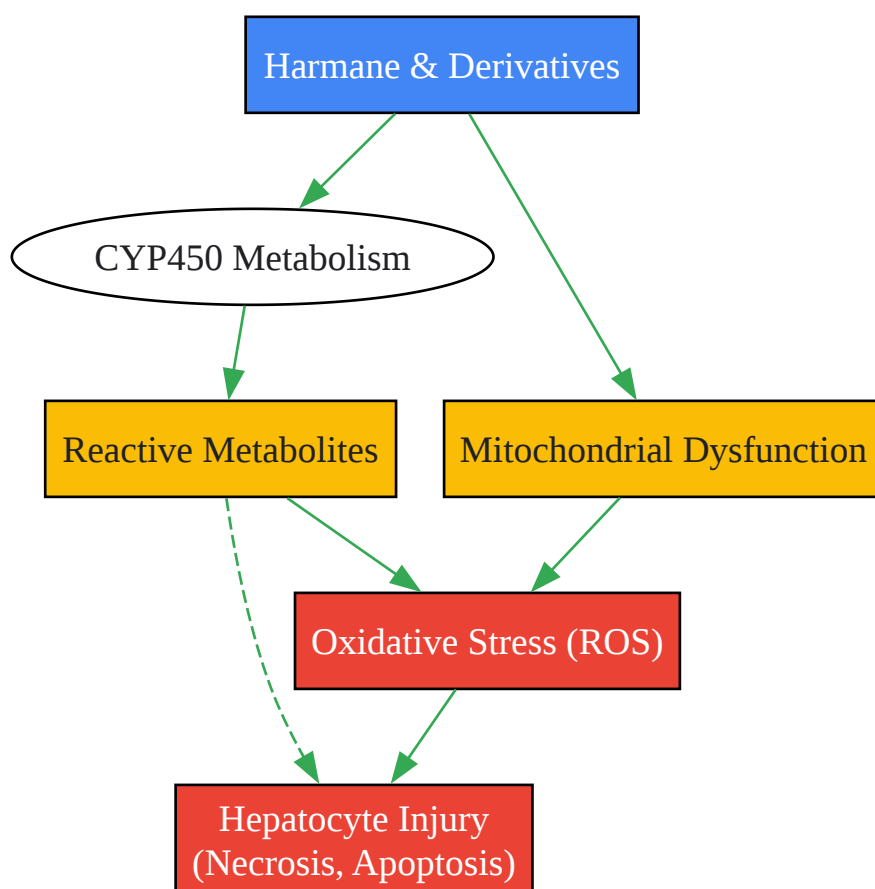 Harmane & Derivatives
CYP450 Metabolism
Reactive Metabolites
Mitochondrial Dysfunction
Oxidative Stress (ROS)
Hepatocyte Injury
(Necrosis, Apoptosis)